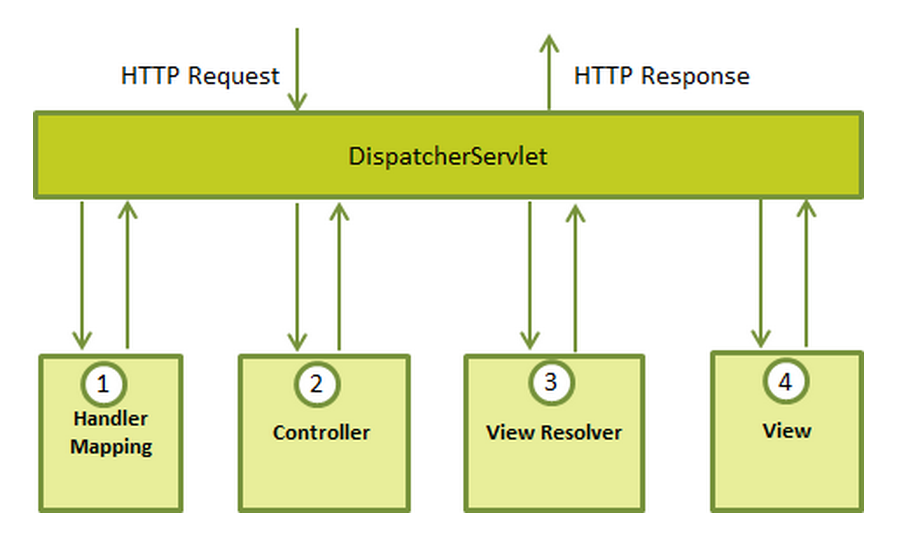 HTTP Request
HTTP Response
DispatcherServlet
1
Handler
Mapping
2
Controller
3
View Resolver
4
View